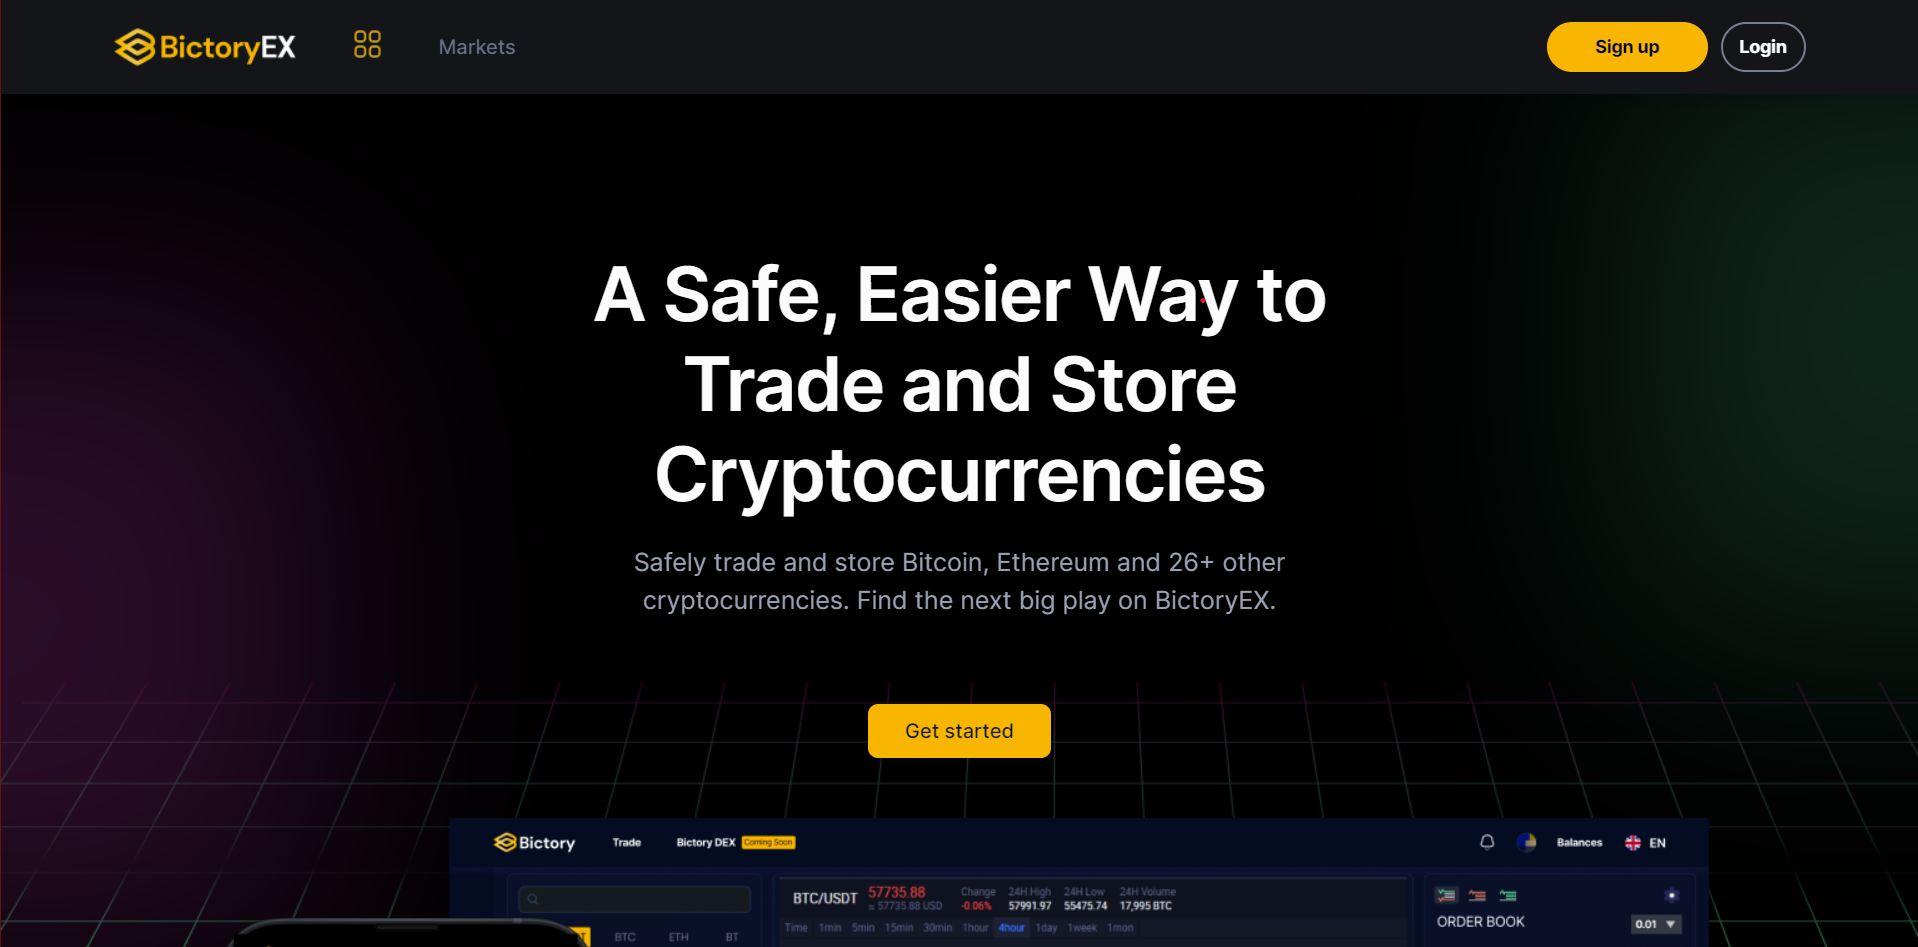 BictoryEX
Markets
Sign up
Login
A Safe, Easier Way to
Trade and Store
Cryptocurrencies
Safely trade and store Bitcoin, Ethereum and 26+ other
cryptocurrencies. Find the next big play on BictoryEX.
Get started
Bictory Trade Bictory DEX Coming Soon Balances EN
BTC/USDT 57735.88 Change 24H High 24H Low 24H Volume
≈ 57735.88 USD -0.06% 57991.97 55475.74 17,995 BTC
ORDER BOOK 0.01
Time 1min 5min 15min 30min 1hour 4hour 1day 1week 1mon
BTC ETH BT